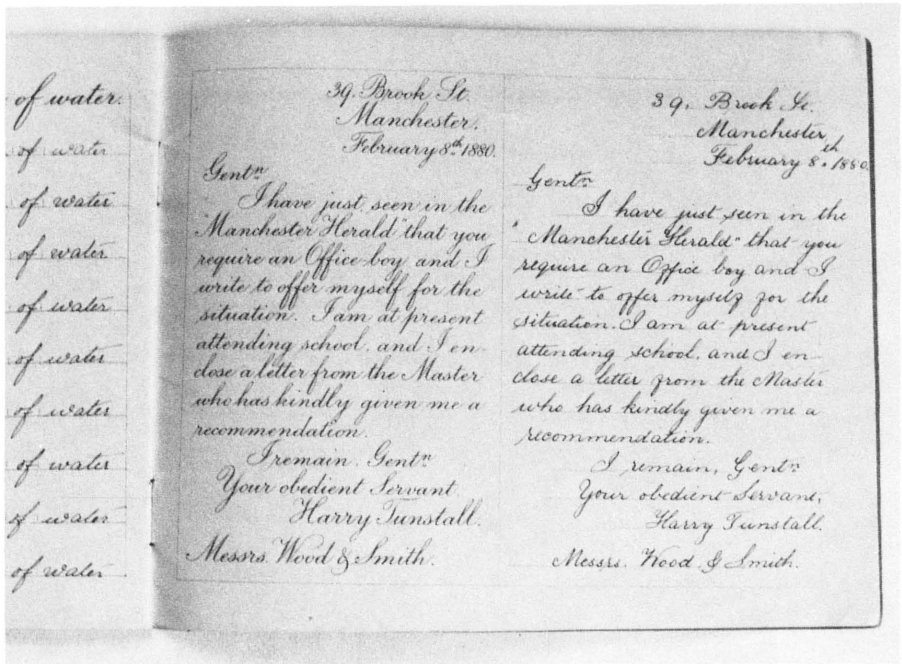 of water.
of water
of water
of water
of water
of water
of water
of water
of water
of water
39. Brook St.
Manchester.
February 8th. 1880.
Gentn
I have just seen in the
"Manchester Herald" that you
require an Office-boy, and I
write to offer myself for the
situation. I am at present
attending school, and I en-
close a letter from the Master
who has kindly given me a
recommendation.
I remain, Gentn
Your obedient Servant
Harry Tunstall.
Messrs. Wood & Smith.
39, Brook St.
Manchester
February 8.th 1880.
Gentn
I have just seen in the
"Manchester Herald" that you
require an Office boy and I
write to offer myself for the
situation. I am at present
attending school, and I en-
close a letter from the Master
who has kindly given me a
recommendation.
I remain, Gentn
Your obedient Servant,
Harry Tunstall.
Messrs. Wood & Smith.